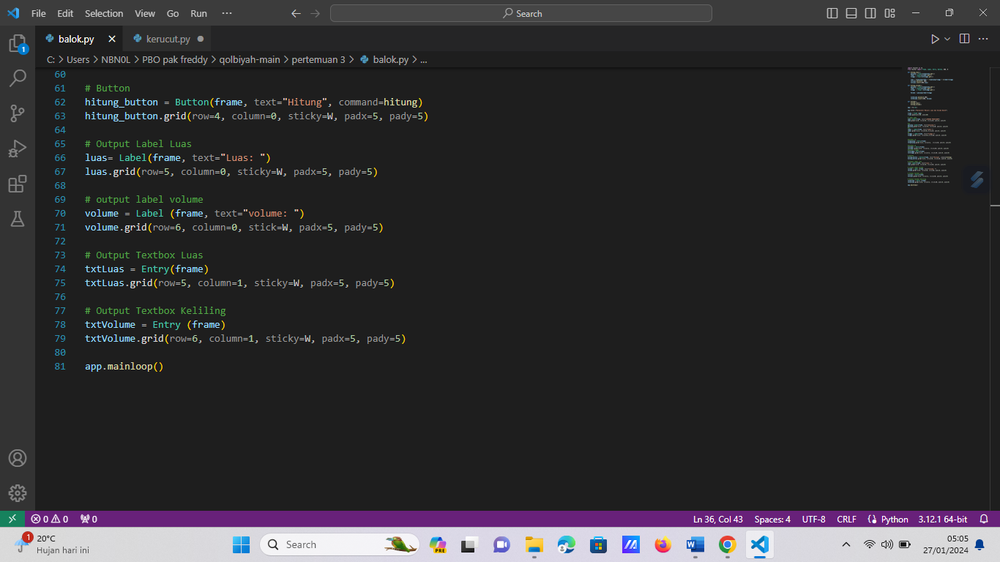 File Edit Selection View Go Run ··· Search
balok.py kerucut.py
C: > Users > NBN0L > PBO pak freddy > qolbiyah-main > pertemuan 3 > balok.py > ...
60
61 # Button
62 hitung_button = Button(frame, text="Hitung", command=hitung)
63 hitung_button.grid(row=4, column=0, sticky=W, padx=5, pady=5)
64
65 # Output Label Luas
66 luas= Label(frame, text="Luas: ")
67 luas.grid(row=5, column=0, sticky=W, padx=5, pady=5)
68
69 # output label volume
70 volume = Label (frame, text="volume: ")
71 volume.grid(row=6, column=0, stick=W, padx=5, pady=5)
72
73 # Output Textbox Luas
74 txtLuas = Entry(frame)
75 txtLuas.grid(row=5, column=1, sticky=W, padx=5, pady=5)
76
77 # Output Textbox Keliling
78 txtVolume = Entry (frame)
79 txtVolume.grid(row=6, column=1, sticky=W, padx=5, pady=5)
80
81 app.mainloop()
1
0 0 0 Ln 36, Col 43 Spaces: 4 UTF-8 CRLF Python 3.12.1 64-bit
1 20°C Search PRE 05:05
Hujan hari ini 27/01/2024